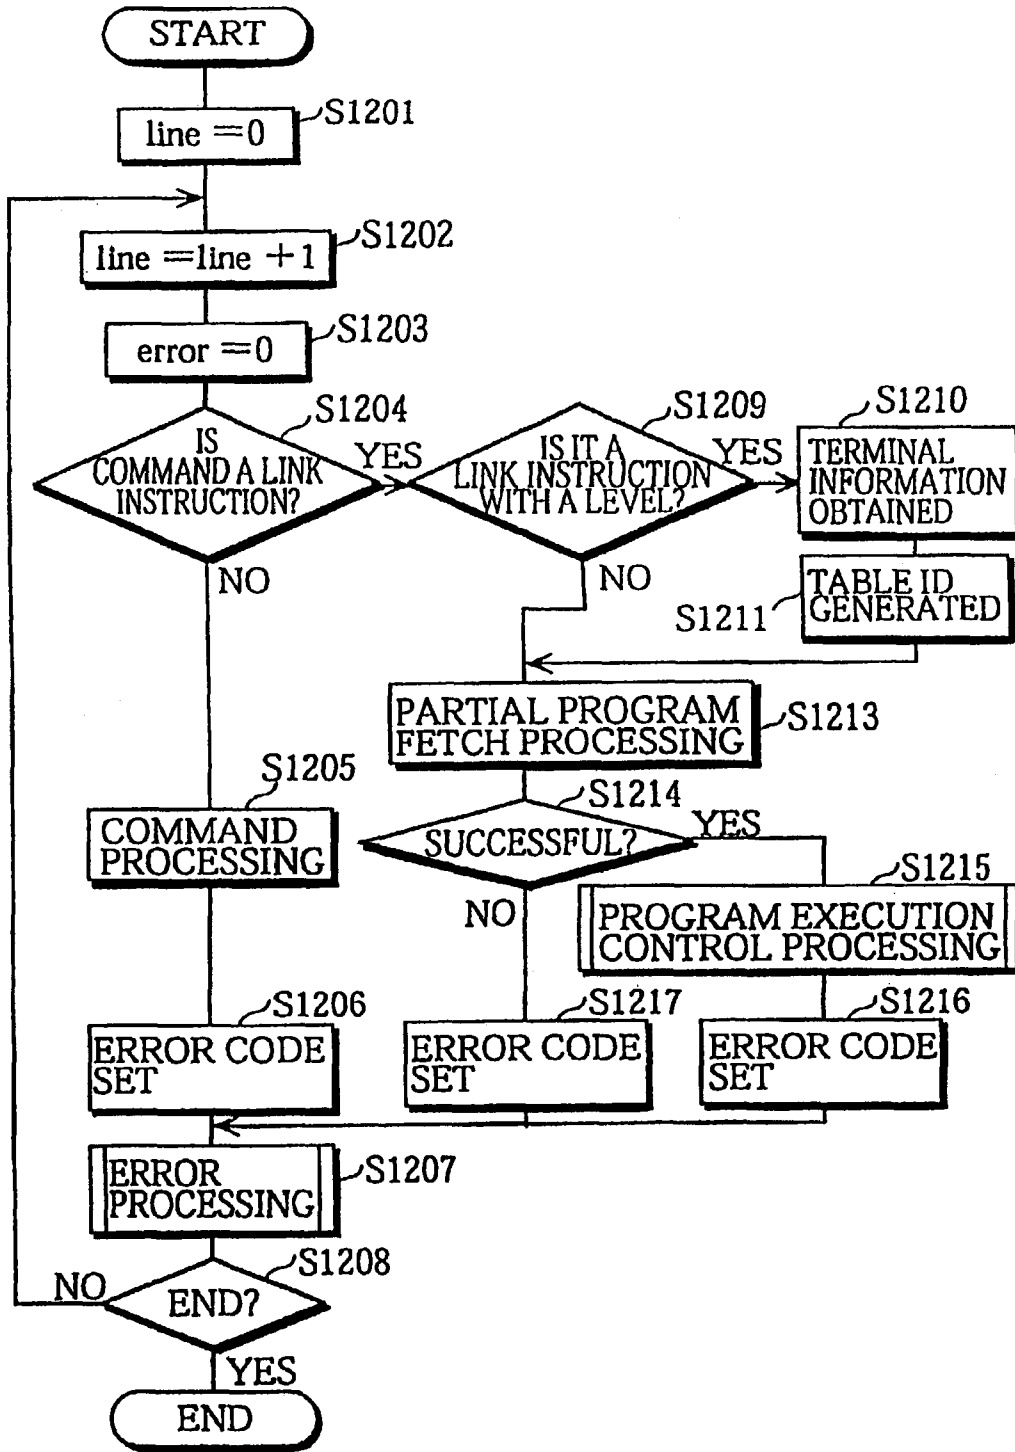 START
S1201
line =0
S1202
line =line +1
S1203
error =0
S1204
IS
COMMAND A LINK
INSTRUCTION?
YES
NO
S1209
IS IT A
LINK INSTRUCTION
WITH A LEVEL?
YES
NO
S1210
TERMINAL
INFORMATION
OBTAINED
S1211
TABLE ID
GENERATED
S1213
PARTIAL PROGRAM
FETCH PROCESSING
S1205
COMMAND
PROCESSING
S1214
SUCCESSFUL?
YES
NO
S1215
PROGRAM EXECUTION
CONTROL PROCESSING
S1206
ERROR CODE
SET
S1217
ERROR CODE
SET
S1216
ERROR CODE
SET
S1207
ERROR
PROCESSING
S1208
END?
NO
YES
END